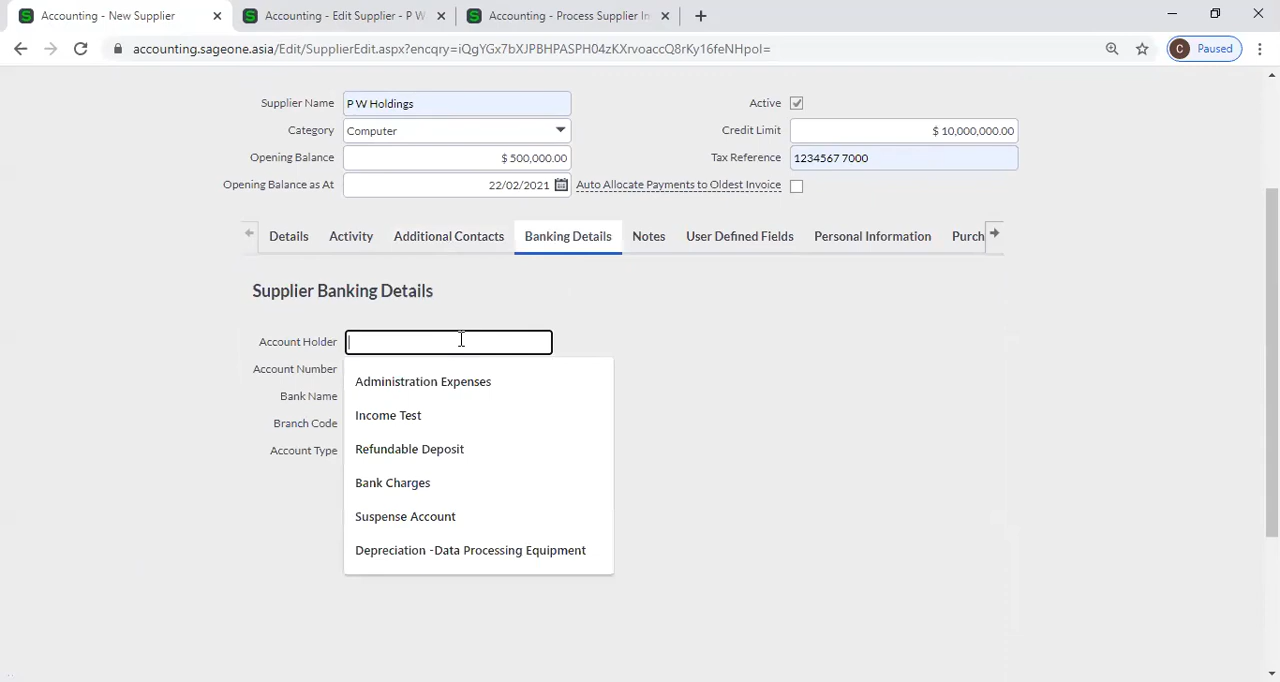 Accounting - New Supplier
Accounting - Edit Supplier - P W
Accounting - Process Supplier In
accounting.sageone.asia/Edit/SupplierEdit.aspx?encqry=iQgYGx7bXJPBHPASPH04zKXrvoaccQ8rKy16feNHpoI=
C Paused
Supplier Name P W Holdings Active
Category Computer Credit Limit $ 10,000,000.00
Opening Balance $ 500,000.00 Tax Reference 1234567 7000
Opening Balance as At 22/02/2021 Auto Allocate Payments to Oldest Invoice
Details Activity Additional Contacts Banking Details Notes User Defined Fields Personal Information Purch
Supplier Banking Details
Account Holder
Account Number
Bank Name
Branch Code
Account Type
Administration Expenses
Income Test
Refundable Deposit
Bank Charges
Suspense Account
Depreciation -Data Processing Equipment